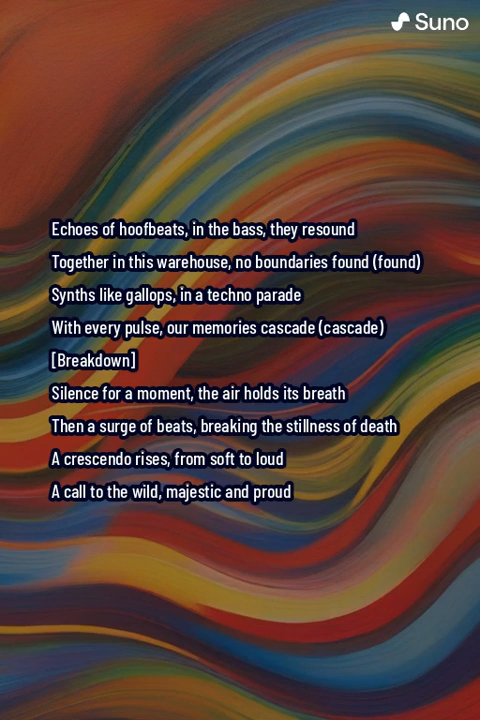 Suno
Echoes of hoofbeats, in the bass, they resound
Together in this warehouse, no boundaries found (found)
Synths like gallops, in a techno parade
With every pulse, our memories cascade (cascade)
[Breakdown]
Silence for a moment, the air holds its breath
Then a surge of beats, breaking the stillness of death
A crescendo rises, from soft to loud
A call to the wild, majestic and proud